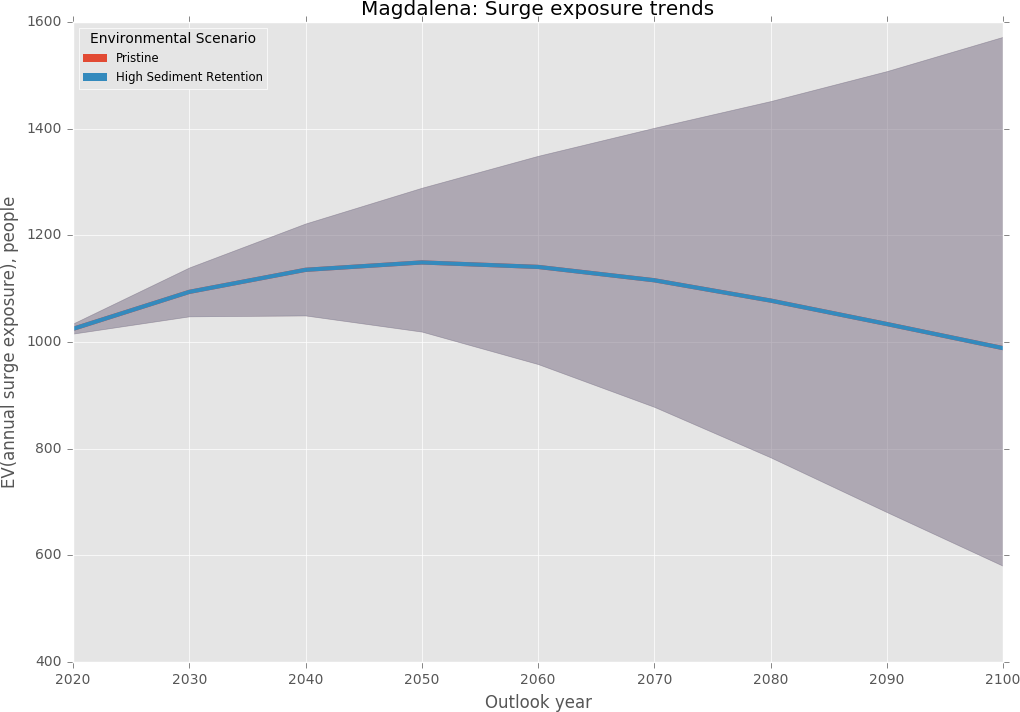 Magdalena: Surge exposure trends
1600
1400
1200
1000
800
600
400
EV(annual surge exposure), people
Environmental Scenario
Pristine
High Sediment Retention
2020 2030 2040 2050 2060 2070 2080 2090 2100
Outlook year